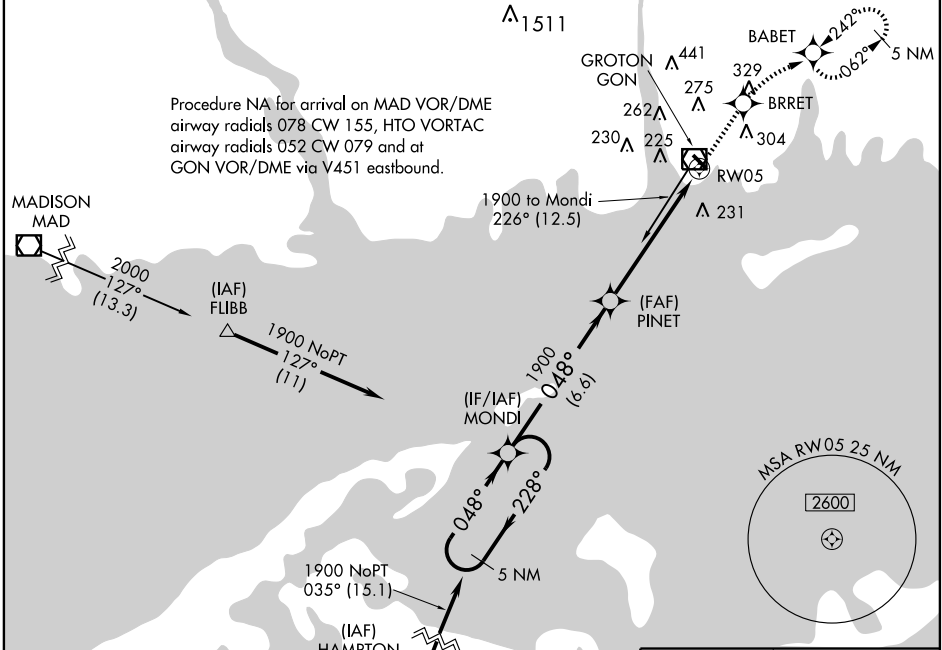 1511
BABET
242°
062°
5 NM
GROTON
GON
441
275
329
BRRET
262
304
230
225
RW05
231
Procedure NA for arrival on MAD VOR/DME
airway radials 078 CW 155, HTO VORTAC
airway radials 052 CW 079 and at
GON VOR/DME via V451 eastbound.
1900 to Mondi
226° (12.5)
MADISON
MAD
2000
127°
(13.3)
(IAF)
FLIBB
1900 NoPT
127°
(11)
(FAF)
PINET
1900
048°
(6.6)
(IF/IAF)
MONDI
048°
228°
5 NM
MSA RW05 25 NM
2600
1900 NoPT
035° (15.1)
(IAF)
HAMPTON